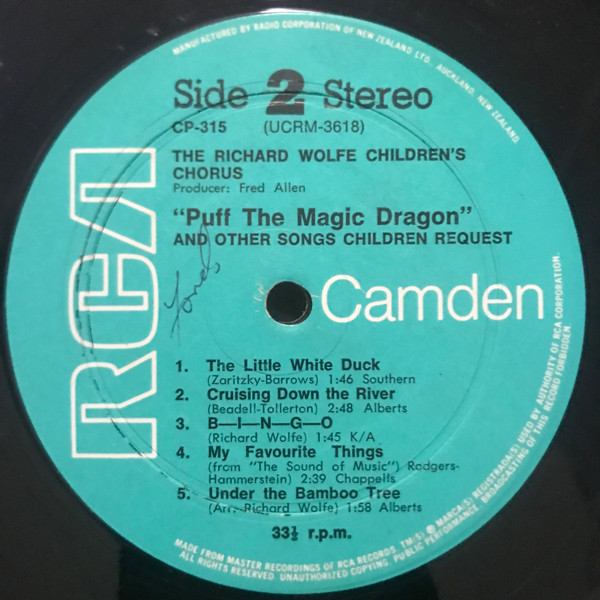 MANUFACTURED BY RADIO CORPORATION OF NEW ZEALAND LTD. AUCKLAND, NEW ZEALAND
Side 2 Stereo
CP-315 (UCRM-3618)
THE RICHARD WOLFE CHILDREN'S
CHORUS
Producer: Fred Allen
"Puff The Magic Dragon"
AND OTHER SONGS CHILDREN REQUEST
RCA
Camden
1. The Little White Duck
(Zaritzky-Barrows) 1:46 Southern
2. Cruising Down the River
(Beadell-Tollerton) 2:48 Alberts
3. B—I—N—G—O
(Richard Wolfe) 1:45 K/A
4. My Favourite Things
(from "The Sound of Music") Rodgers-
Hammerstein) 2:39 Chappells
5. Under the Bamboo Tree
(Arr. Richard Wolfe) 1:58 Alberts
33⅓ r.p.m.
MADE FROM MASTER RECORDINGS OF RCA RECORDS. TM(S) ® MARCA(S) REGISTRADA(S) USED BY AUTHORITY OF RCA CORPORATION.
ALL RIGHTS RESERVED. UNAUTHORIZED COPYING, PUBLIC PERFORMANCE, BROADCASTING OF THIS RECORD FORBIDDEN.